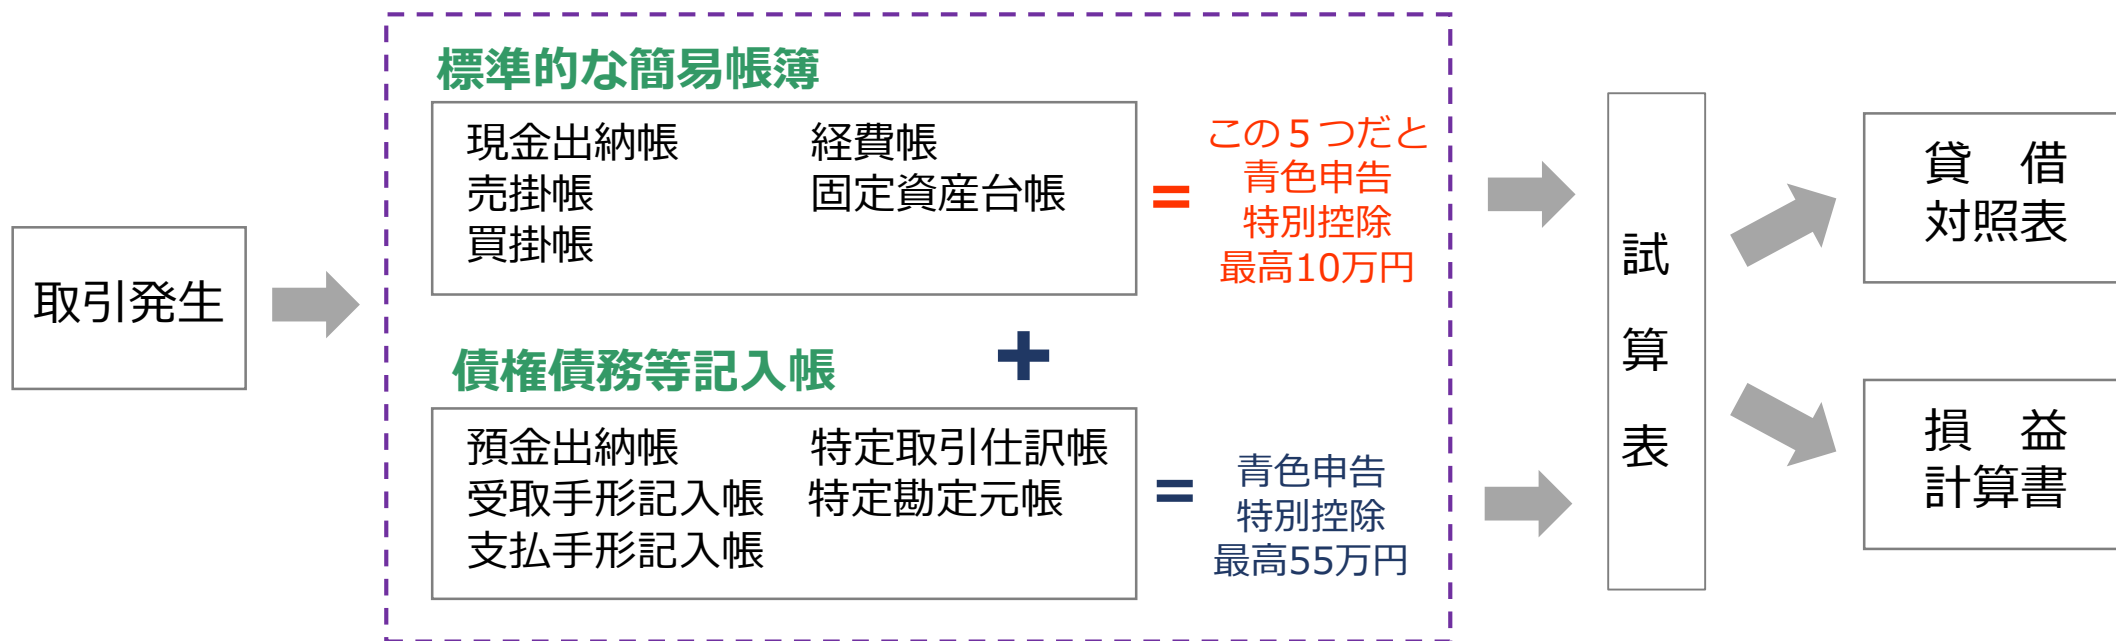 取引発生
標準的な簡易帳簿
現金出納帳 経費帳
売掛帳 固定資産台帳
買掛帳
=
この５つだと
青色申告
特別控除
最高10万円
+
債権債務等記入帳
預金出納帳 特定取引仕訳帳
受取手形記入帳 特定勘定元帳
支払手形記入帳
=
青色申告
特別控除
最高55万円
試
算
表
貸　借
対照表
損　益
計算書